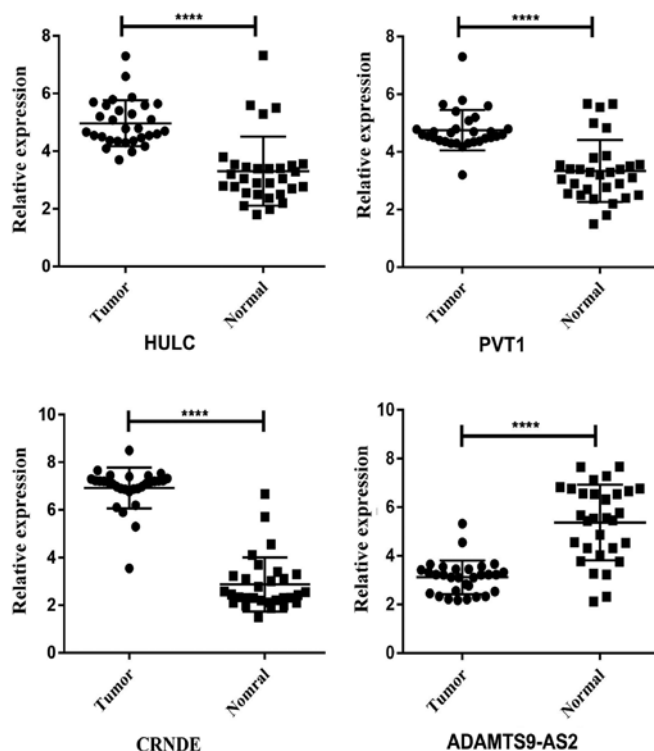 ****
8
6
4
2
0
Relative expression
Tumor
Normal
HULC
****
8
6
4
2
0
Relative expression
Tumor
Normal
PVT1
****
10
8
6
4
2
0
Relative expression
Tumor
Nomral
CRNDE
****
10
8
6
4
2
0
Relative expression
Tumor
Normal
ADAMTS9-AS2